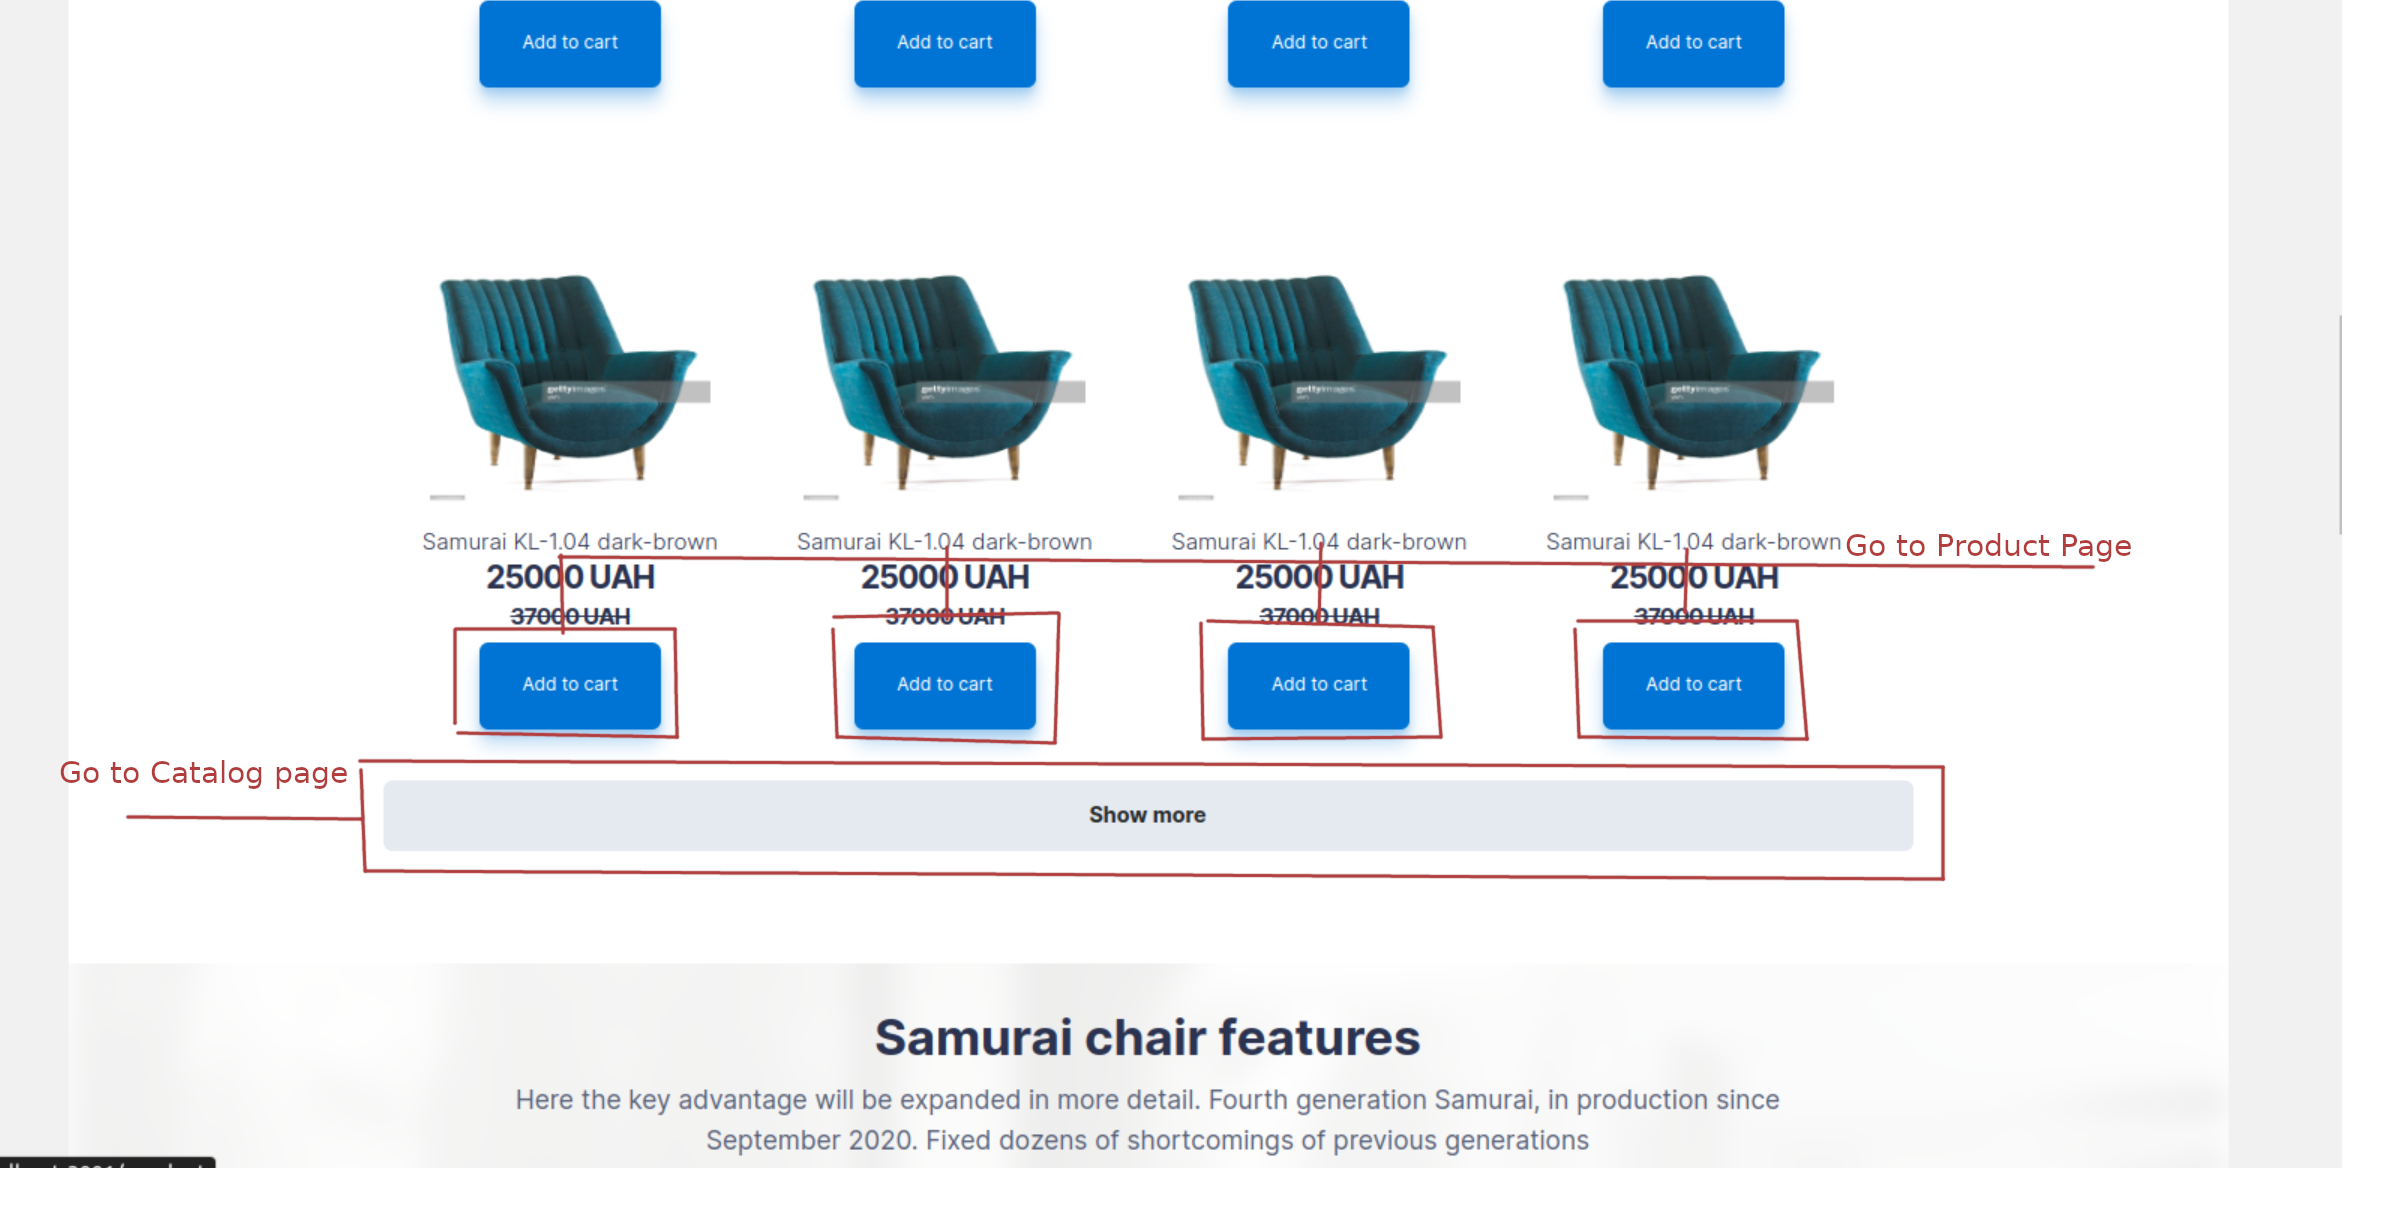 Add to cart Add to cart Add to cart Add to cart
gettyimages gettyimages gettyimages gettyimages
Samurai KL-1.04 dark-brown Samurai KL-1.04 dark-brown Samurai KL-1.04 dark-brown Samurai KL-1.04 dark-brown Go to Product Page
25000 UAH 25000 UAH 25000 UAH 25000 UAH
37000 UAH 37000 UAH 37000 UAH 37000 UAH
Add to cart Add to cart Add to cart Add to cart
Go to Catalog page
Show more
Samurai chair features
Here the key advantage will be expanded in more detail. Fourth generation Samurai, in production since
September 2020. Fixed dozens of shortcomings of previous generations